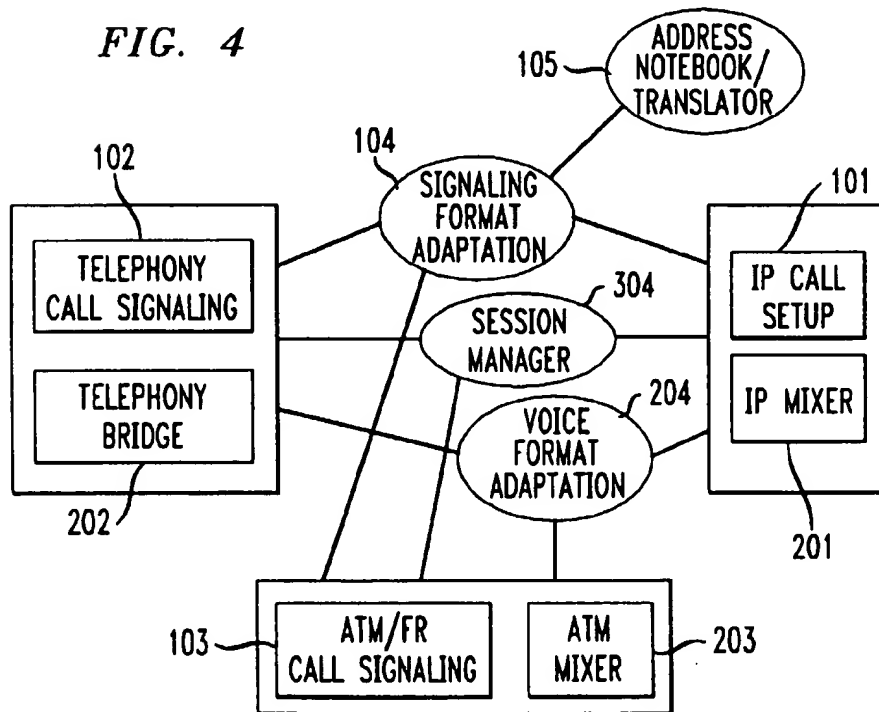 FIG. 4
105
ADDRESS
NOTEBOOK/
TRANSLATOR
102
104
SIGNALING
FORMAT
ADAPTATION
101
TELEPHONY
CALL SIGNALING
IP CALL
SETUP
304
SESSION
MANAGER
TELEPHONY
BRIDGE
204
IP MIXER
VOICE
FORMAT
ADAPTATION
202
201
103
ATM/FR
CALL SIGNALING
ATM
MIXER
203